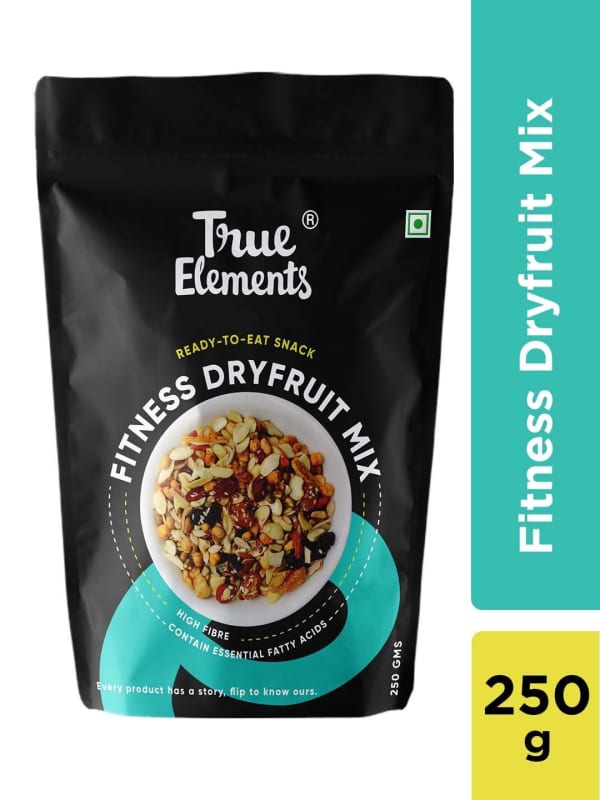 True ®
Elements
READY-TO-EAT SNACK
FITNESS DRYFRUIT MIX
HIGH FIBRE
CONTAIN ESSENTIAL FATTY ACIDS
Every product has a story, flip to know ours.
250 GMS
Fitness Dryfruit Mix
250
g